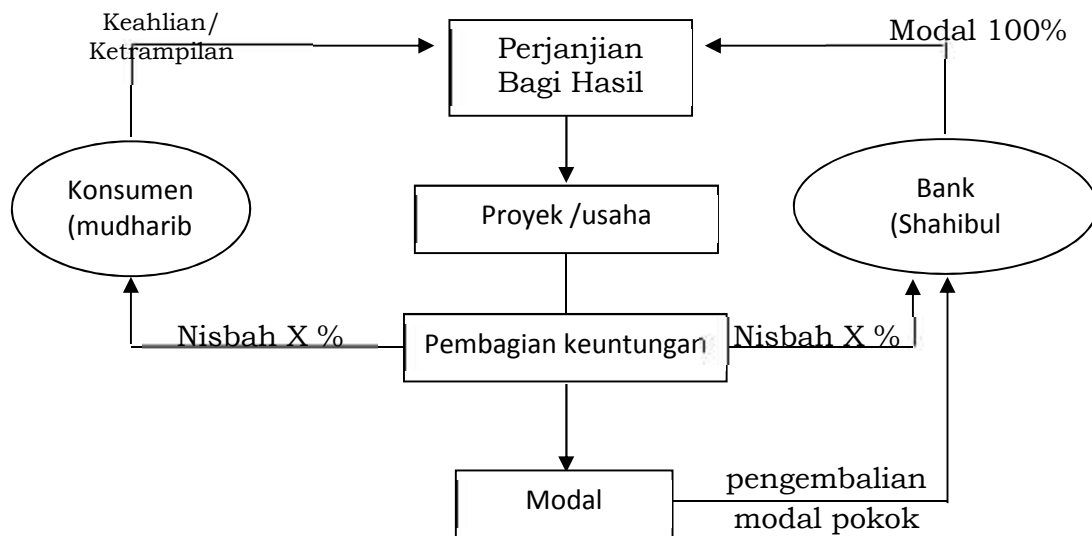 Keahlian/
Ketrampilan
Perjanjian
Bagi Hasil
Modal 100%
Konsumen
(mudharib
Proyek /usaha
Bank
(Shahibul
Nisbah X %
Pembagian keuntungan
Nisbah X %
Modal
pengembalian
modal pokok